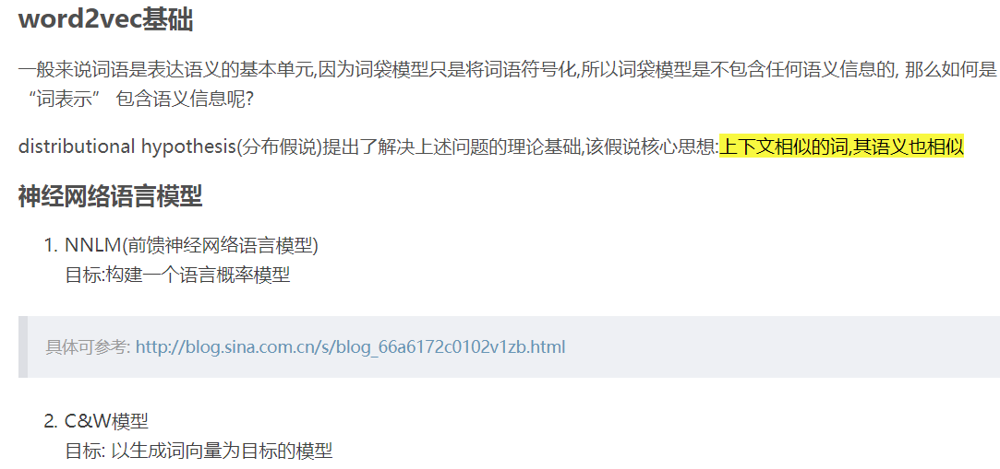 word2vec基础
一般来说词语是表达语义的基本单元,因为词袋模型只是将词语符号化,所以词袋模型是不包含任何语义信息的, 那么如何是
“词表示” 包含语义信息呢?
distributional hypothesis(分布假说)提出了解决上述问题的理论基础,该假说核心思想:上下文相似的词,其语义也相似
神经网络语言模型
1. NNLM(前馈神经网络语言模型)
目标:构建一个语言概率模型
具体可参考: http://blog.sina.com.cn/s/blog_66a6172c0102v1zb.html
2. C&W模型
目标: 以生成词向量为目标的模型